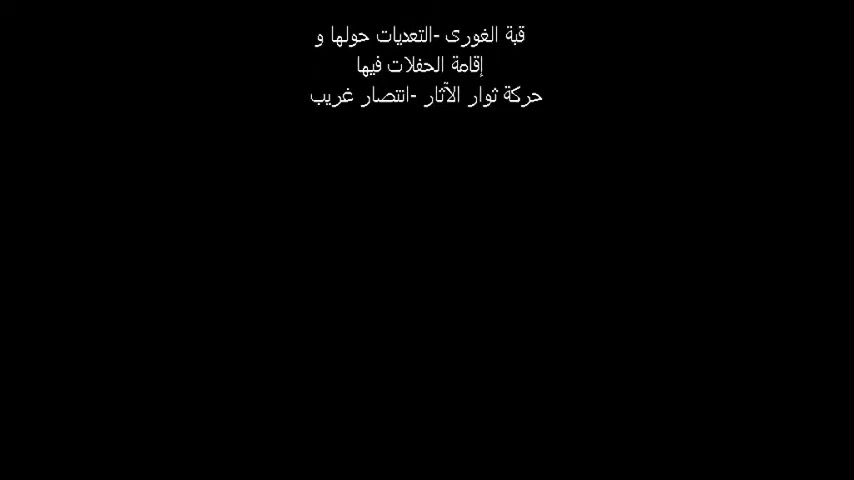 قبة الغورى -التعديات حولها و
إقامة الحفلات فيها
حركة ثوار الآثار -انتصار غريب